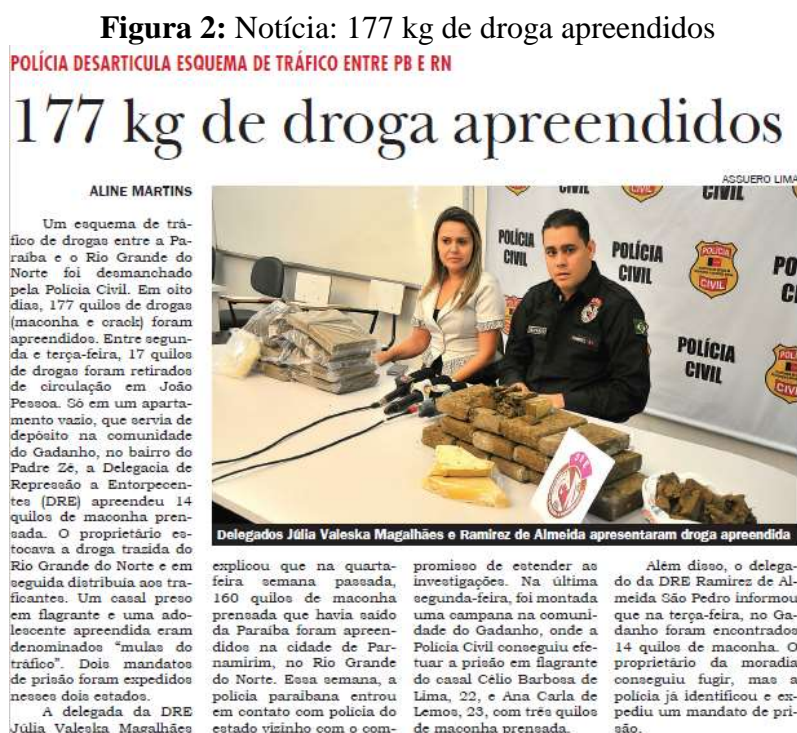 Figura 2: Notícia: 177 kg de droga apreendidos
POLÍCIA DESARTICULA ESQUEMA DE TRÁFICO ENTRE PB E RN
177 kg de droga apreendidos
ALINE MARTINS
ASSUERO LIMA
Um esquema de trá-
fico de drogas entre a Pa-
raíba e o Rio Grande do
Norte foi desmanchado
pela Polícia Civil. Em oito
dias, 177 quilos de drogas
(maconha e crack) foram
apreendidos. Entre segun-
da e terça-feira, 17 quilos
de drogas foram retirados
de circulação em João
Pessoa. Só em um aparta-
mento vazio, que servia de
depósito na comunidade
do Gadanho, no bairro do
Padre Zé, a Delegacia de
Repressão a Entorpecen-
tes (DRE) apreendeu 14
quilos de maconha pren-
sada. O proprietário es-
tocava a droga trazida do
Rio Grande do Norte e em
seguida distribuía aos tra-
ficantes. Um casal preso
em flagrante e uma ado-
lescente apreendida eram
denominados “mulas do
tráfico”. Dois mandatos
de prisão foram expedidos
nesses dois estados.
A delegada da DRE
Júlia Valeska Magalhães
CIVIL
CIVIL
POLÍCIA
CIVIL
POLÍCIA
CIVIL
CIVIL
PO
CI
POLÍCIA
CIVIL
CIVIL
Delegados Júlia Valeska Magalhães e Ramirez de Almeida apresentaram droga apreendida
explicou que na quarta-
feira semana passada,
160 quilos de maconha
prensada que havia saído
da Paraíba foram apreen-
didos na cidade de Par-
namirim, no Rio Grande
do Norte. Essa semana, a
polícia paraibana entrou
em contato com polícia do
estado vizinho com o com-
promisso de estender as
investigações. Na última
segunda-feira, foi montada
uma campana na comuni-
dade do Gadanho, onde a
Polícia Civil conseguiu efe-
tuar a prisão em flagrante
do casal Célio Barbosa de
Lima, 22, e Ana Carla de
Lemos, 23, com três quilos
de maconha prensada.
Além disso, o delega-
do da DRE Ramirez de Al-
meida São Pedro informou
que na terça-feira, no Ga-
danho foram encontrados
14 quilos de maconha. O
proprietário da moradia
conseguiu fugir, mas a
polícia já identificou e ex-
pediu um mandato de pri-
são.